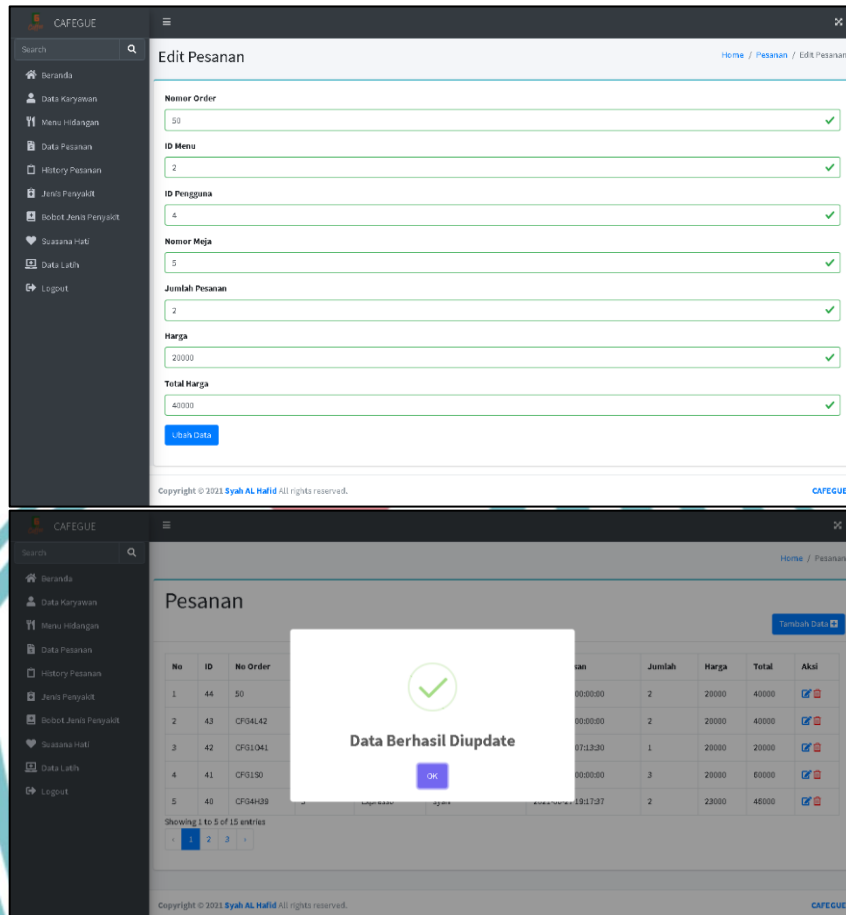 CAFEGUE
Search
Beranda
Data Karyawan
Menu Hidangan
Data Pesanan
History Pesanan
Jenis Penyakit
Bobot Jenis Penyakit
Suasana Hati
Data Latih
Logout
Edit Pesanan
Home / Pesanan / Edit Pesanan
Nomor Order
50
ID Menu
2
ID Pengguna
4
Nomor Meja
5
Jumlah Pesanan
2
Harga
20000
Total Harga
40000
Ubah Data
Copyright © 2021 Syah AL Hafid All rights reserved. CAFEGUE
CAFEGUE
Search
Beranda
Data Karyawan
Menu Hidangan
Data Pesanan
History Pesanan
Jenis Penyakit
Bobot Jenis Penyakit
Suasana Hati
Data Latih
Logout
Home / Pesanan
Pesanan
Tambah Data
No ID No Order Jumlah Harga Total Aksi
1 44 50 00:00:00 2 20000 40000
2 43 CFG4L42 00:00:00 2 20000 40000
3 42 CFG1O41 07:13:30 1 20000 20000
4 41 00:00:00 3 20000 60000
5 40 CFG4H39 19:17:37 2 23000 46000
Data Berhasil Diupdate
OK
Showing 1 to 5 of 15 entries
‹ 1 2 3 ›
Copyright © 2021 Syah AL Hafid All rights reserved. CAFEGUE